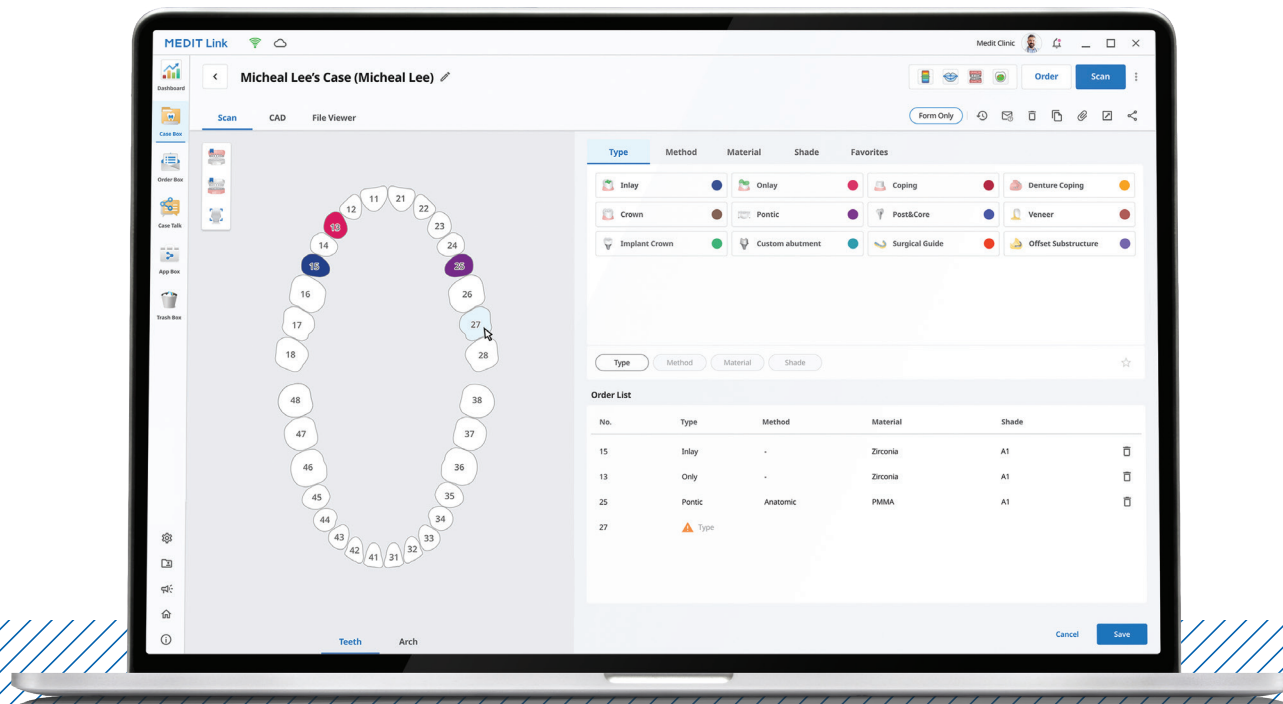 MEDIT Link
Medit Clinic
Dashboard
Micheal Lee's Case (Micheal Lee)
Order
Scan
Case Box
Scan CAD File Viewer
Form Only
Order Box
Case Talk
App Box
Trash Box
11 21
12 22
13 23
14 24
15 25
16 26
17 27
18 28
48 38
47 37
46 36
45 35
44 34
43 33
42 41 31 32
Teeth Arch
Type Method Material Shade Favorites
Inlay Onlay Coping Denture Coping
Crown Pontic Post&Core Veneer
Implant Crown Custom abutment Surgical Guide Offset Substructure
Type Method Material Shade
Order List
No. Type Method Material Shade
15 Inlay - Zirconia A1
13 Only - Zirconia A1
25 Pontic Anatomic PMMA A1
27 Type
Cancel Save